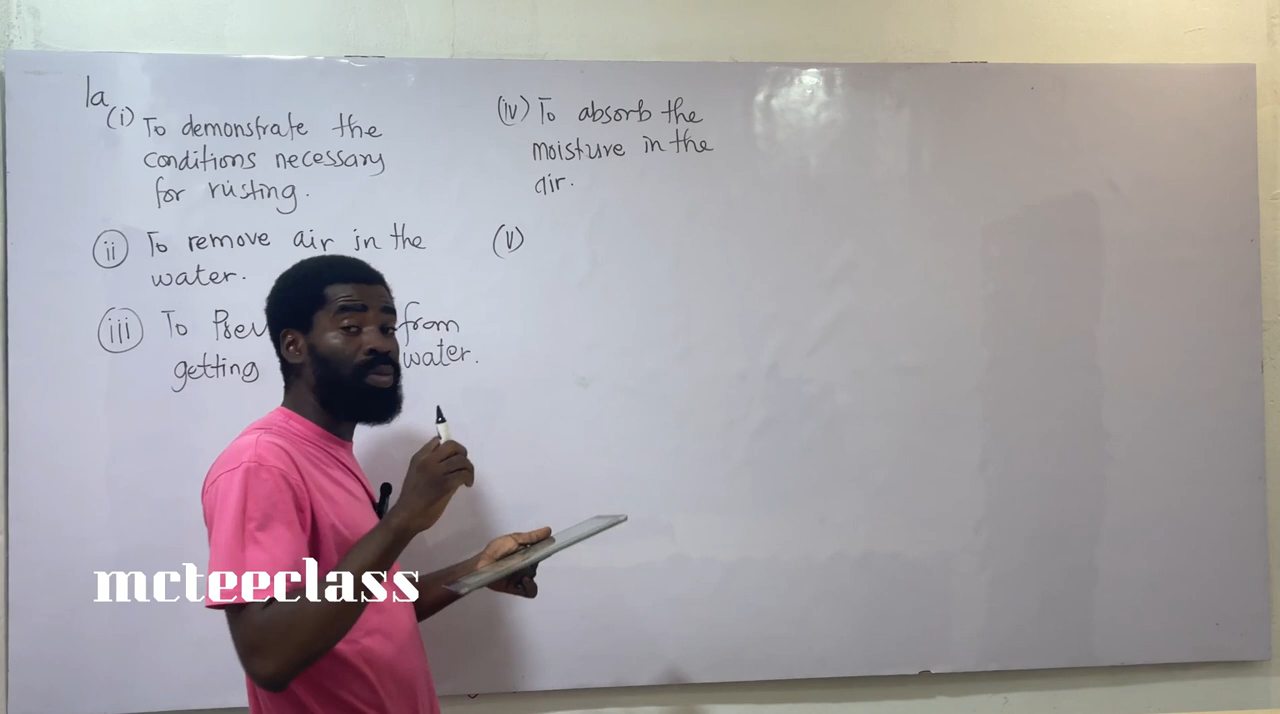 1a
(i) To demonstrate the
conditions necessary
for rusting.
(ii) To remove air in the
water.
(iii) To from
getting water.
(iv) To absorb the
moisture in the
air.
(v)
mcteeclass